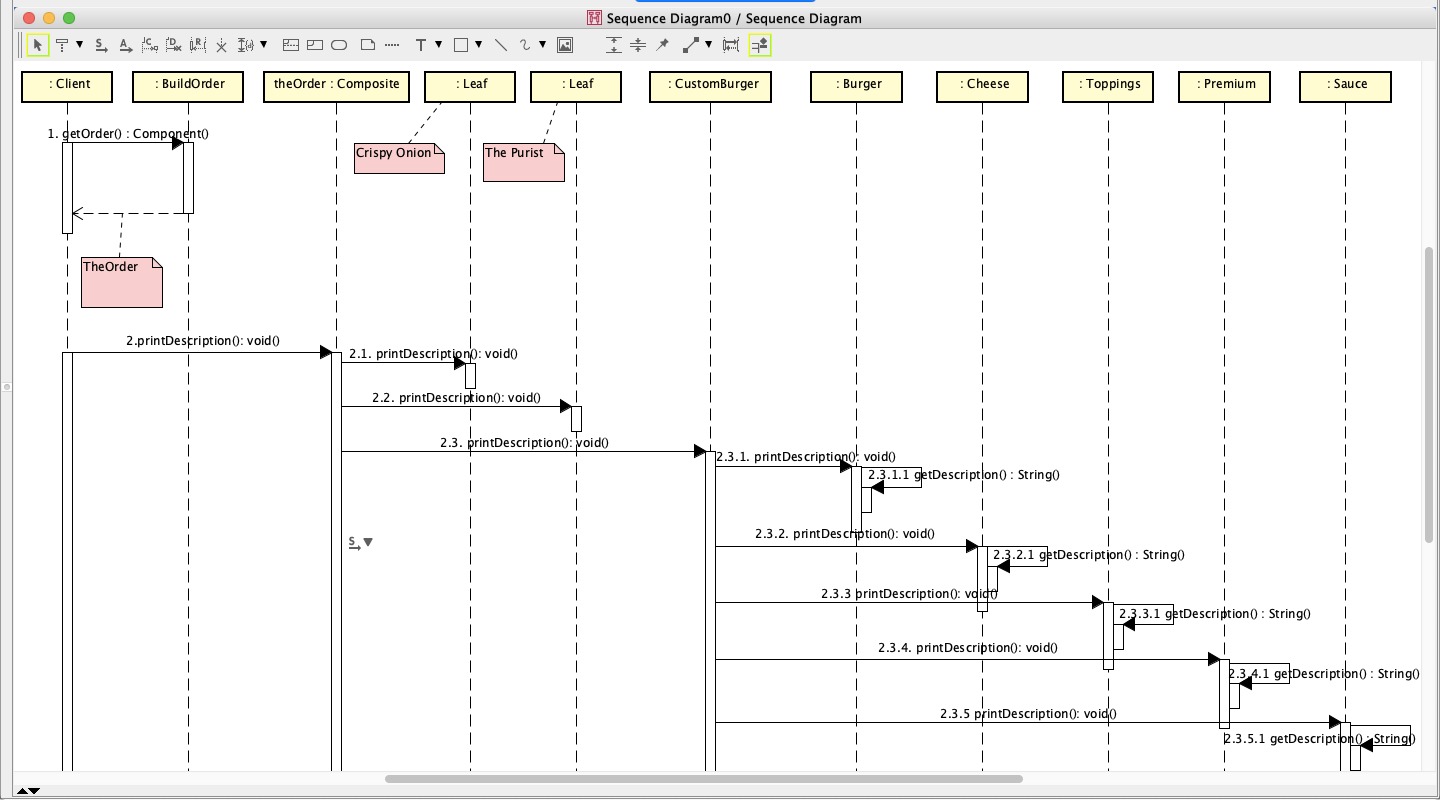 Sequence Diagram0 / Sequence Diagram
: Client
: BuildOrder
theOrder : Composite
: Leaf
: Leaf
: CustomBurger
: Burger
: Cheese
: Toppings
: Premium
: Sauce
1. getOrder() : Component()
Crispy Onion
The Purist
TheOrder
2.printDescription(): void()
2.1. printDescription(): void()
2.2. printDescription(): void()
2.3. printDescription(): void()
2.3.1. printDescription(): void()
2.3.1.1 getDescription() : String()
2.3.2. printDescription(): void()
2.3.2.1 getDescription() : String()
2.3.3 printDescription(): void()
2.3.3.1 getDescription() : String()
2.3.4. printDescription(): void()
2.3.4.1 getDescription() : String()
2.3.5 printDescription(): void()
2.3.5.1 getDescription() : String()